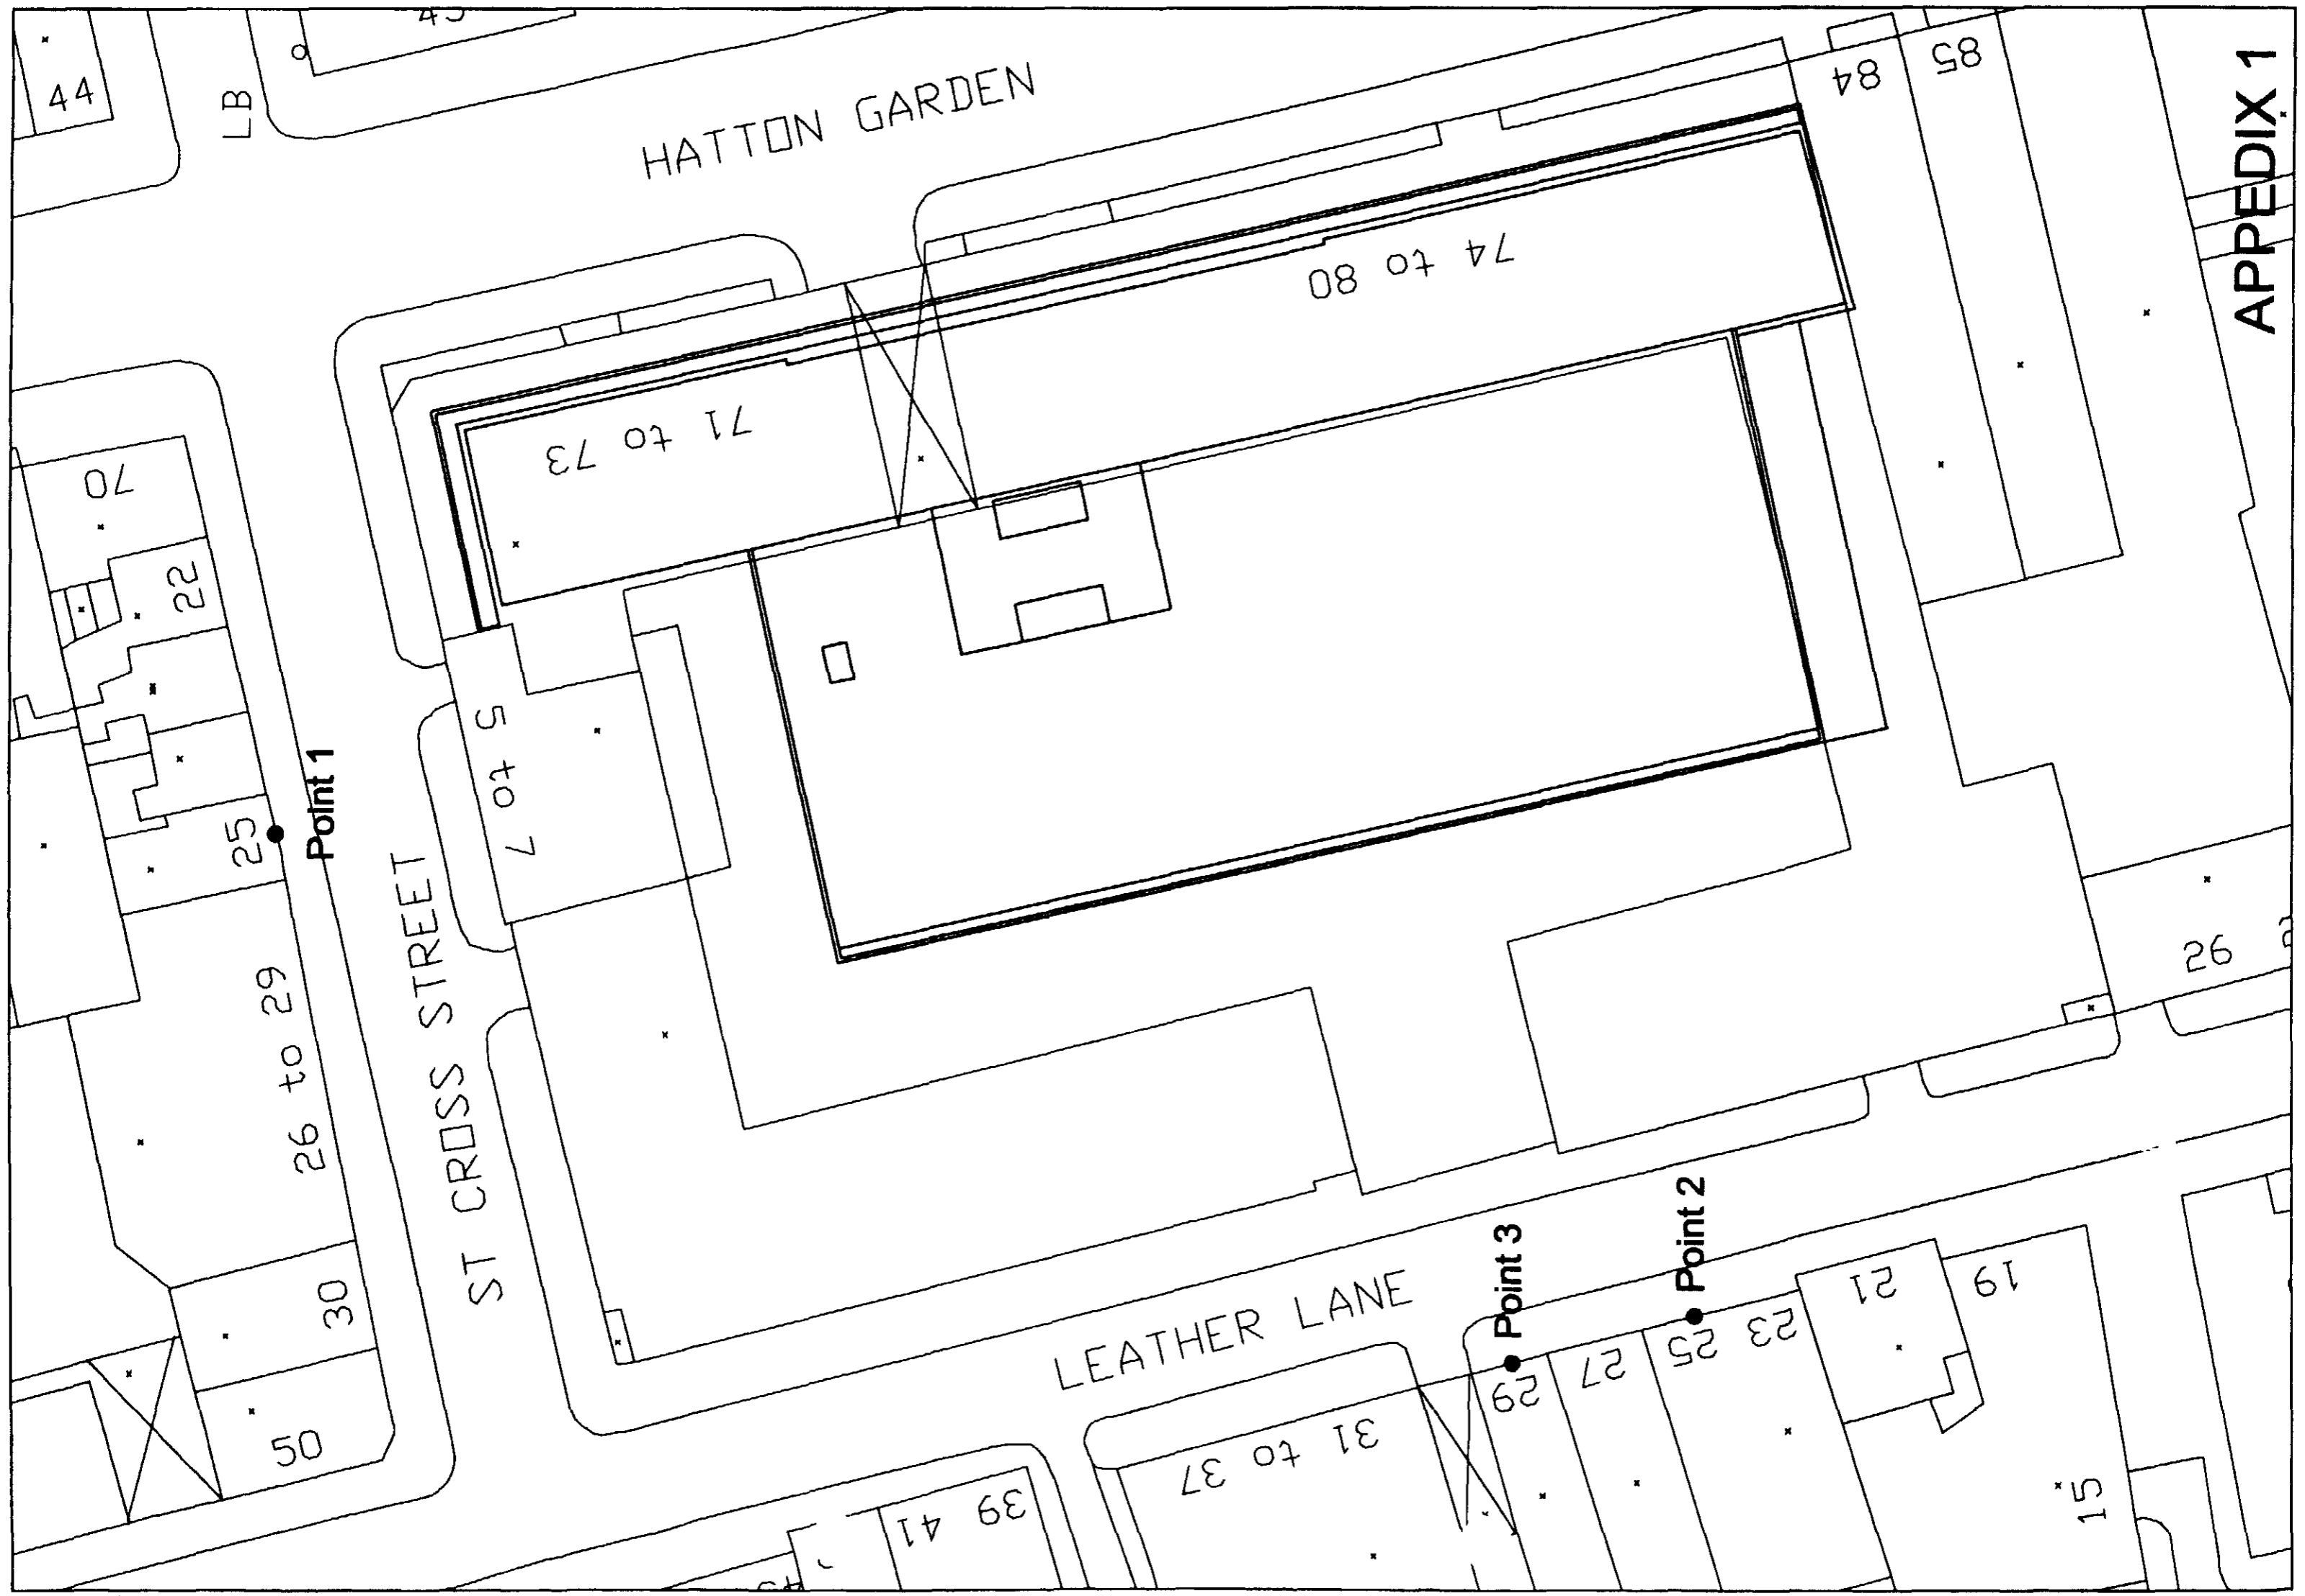 44
LB
HATTON GARDEN
84
85
APPEDIX 1
74 to 80
71 to 73
70
22
25
Point 1
5 to 7
ST CROSS STREET
26 to 29
30
50
26
LEATHER LANE
Point 3
Point 2
21
19
23
25
27
29
31 to 37
39
41
15